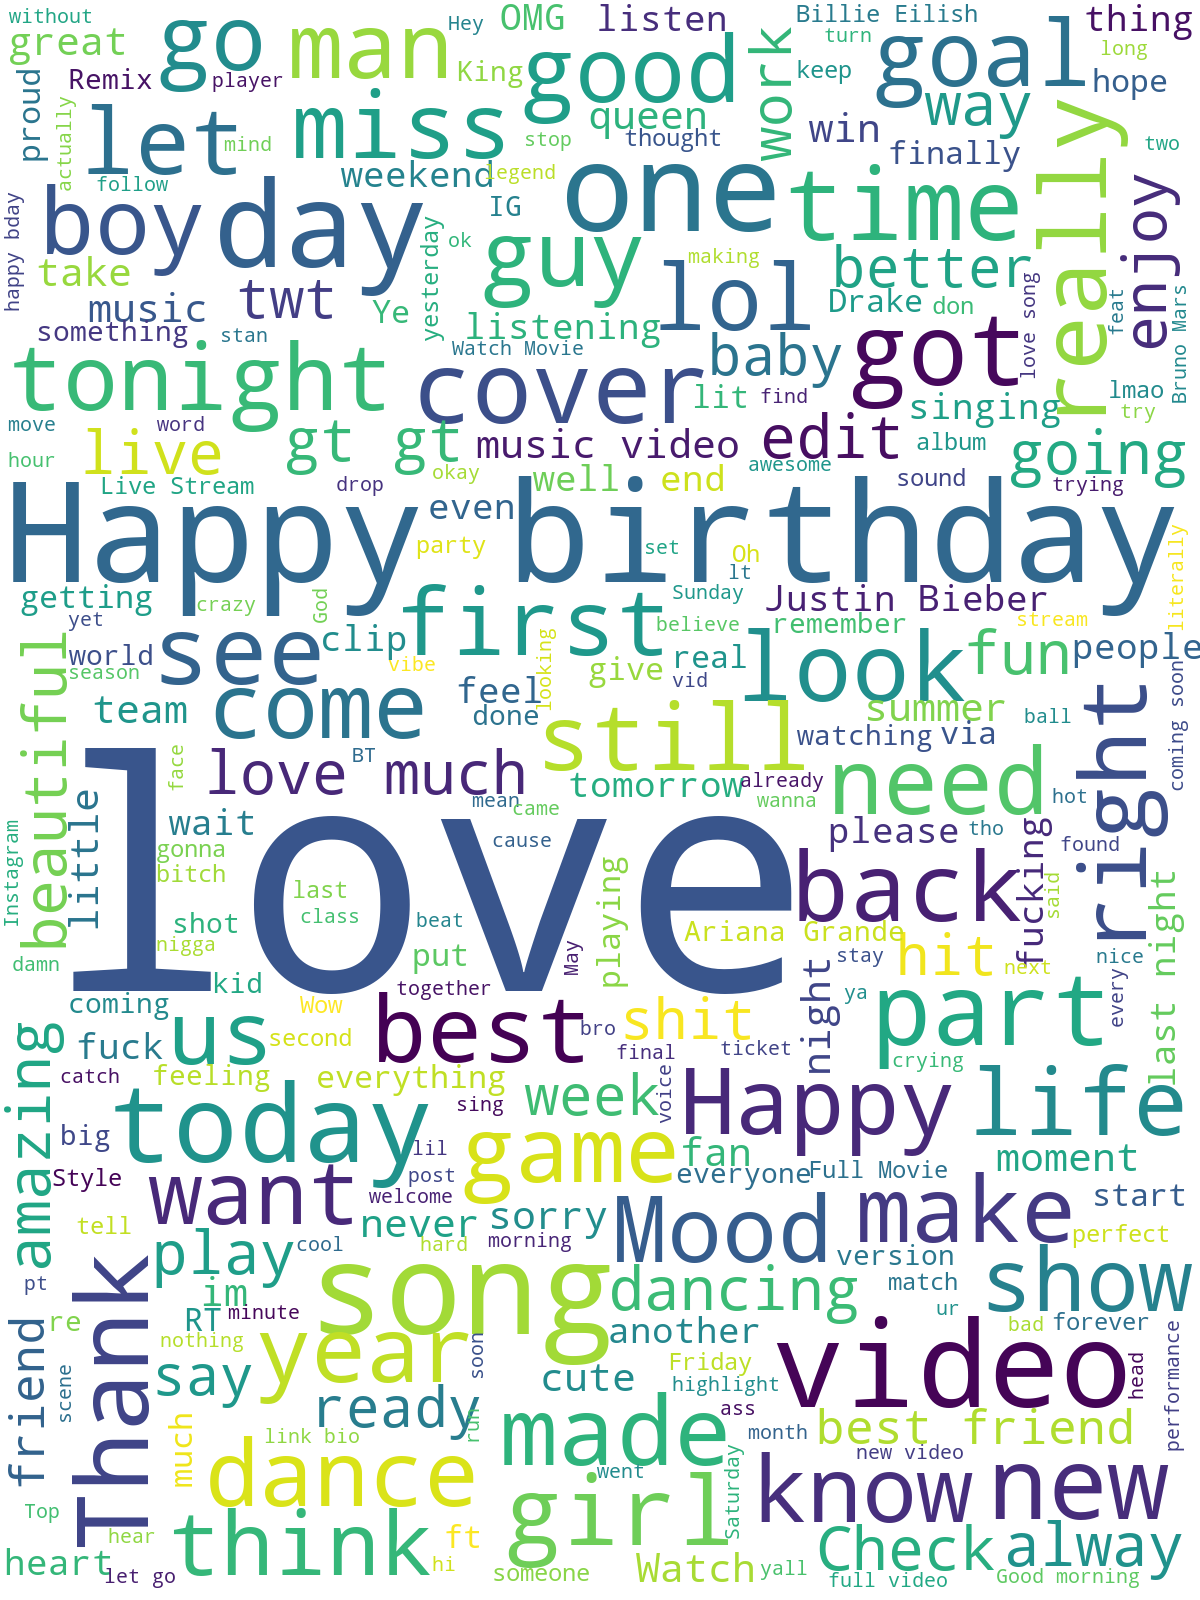 without
great
go
man
Hey
OMG
listen
Billie Eilish
turn
thing
Remix
player
King
good
work
keep
goal
long
hope
proud
actually
let
mind
miss
stop
queen
thought
win
way
finally
really
two
follow
weekend
legend
IG
one
time
enjoy
happy bday
boy
day
yesterday
ok
guy
making
better
take
music
twt
Ye
listening
lol
Drake
don
love song
feat
Bruno Mars
something
stan
Watch Movie
baby
got
tonight
cover
lit
find
lmao
try
singing
move
word
live
gt gt
music video
edit
album
going
hour
Live Stream
drop
okay
well
end
awesome
sound
trying
Happy
even
birthday
party
set
Oh
lt
literally
getting
crazy
God
first
Sunday
Justin Bieber
yet
clip
believe
remember
stream
world
see
vibe
looking
give
real
look
fun
people
season
beautiful
team
come
feel
done
vid
still
summer
ball
coming soon
right
watching
via
face
love much
BT
tomorrow
already
need
little
love
mean
came
wanna
hot
wait
gonna
cause
please
tho
fucking
found
Instagram
bitch
last
class
beat
playing
back
said
last night
shot
nigga
put
May
Ariana Grande
stay
hit
next
nice
damn
kid
together
coming
Wow
us
second
best
bro
shit
night
ya
part
every
fuck
final
ticket
crying
amazing
catch
feeling
everything
week
voice
Happy
life
today
sing
big
lil
game
fan
moment
Style
post
everyone
Full Movie
want
welcome
make
start
tell
never
sorry
Mood
perfect
Thank
play
cool
hard
morning
version
pt
im
song
dancing
match
show
re
RT
minute
ur
bad
forever
friend
nothing
year
soon
another
video
performance
scene
say
cute
Friday
highlight
head
ready
run
made
ass
best friend
much
link bio
month
new video
dance
went
Saturday
know
new
Top
hear
think
ft
girl
heart
let go
hi
someone
Watch
yall
Check
alway
full video
Good morning